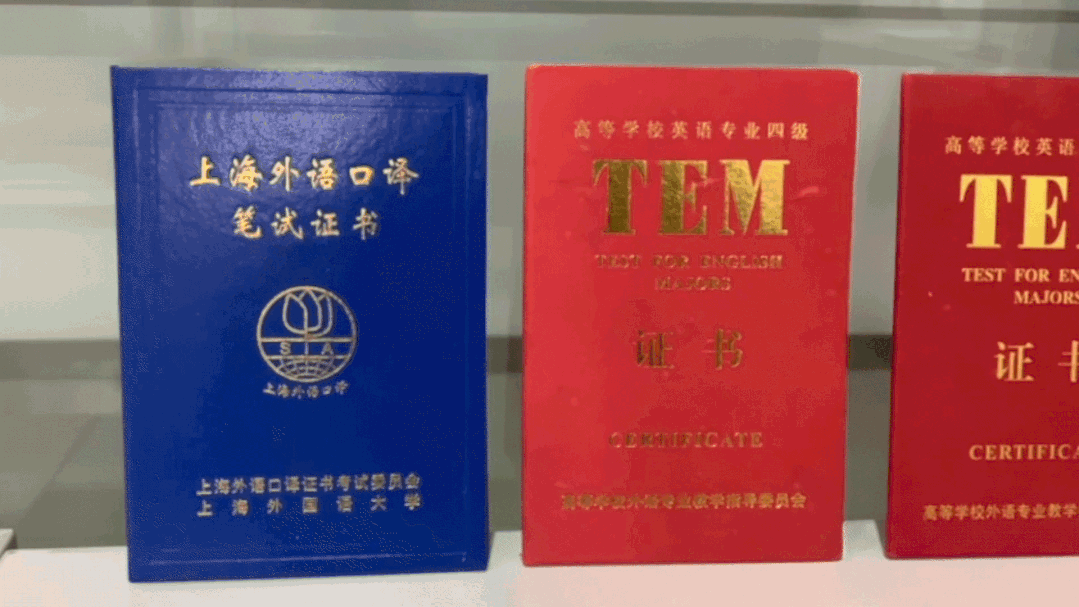 上海外语口译
笔试证书
S I A
上海外语口译
上海外语口译证书考试委员会
上海外国语大学
高等学校英语专业四级
TEM
TEST FOR ENGLISH
MAJORS
证书
CERTIFICATE
高等学校外语专业教学指导委员会
高等学校英语
TE
TEST FOR EN
MAJORS
证书
CERTIFICA
高等学校外语专业教学